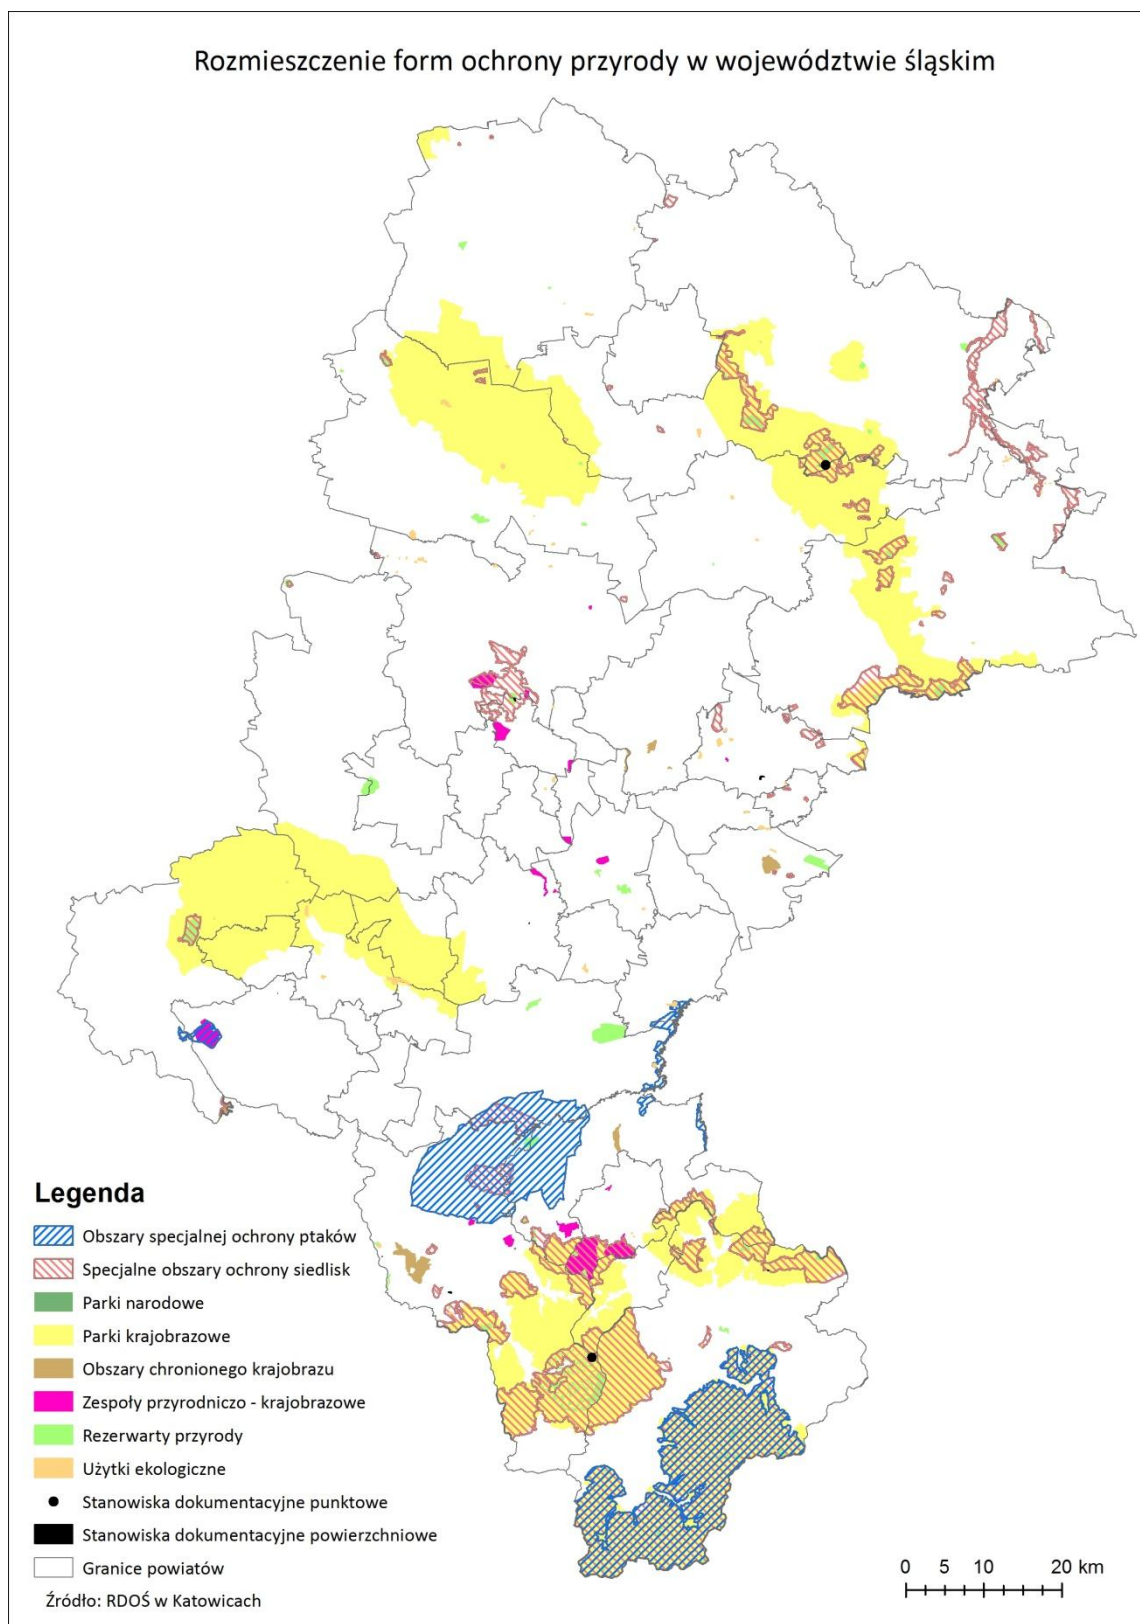 Rozmieszczenie form ochrony przyrody w województwie śląskim
Legenda
Obszary specjalnej ochrony ptaków
Specjalne obszary ochrony siedlisk
Parki narodowe
Parki krajobrazowe
Obszary chronionego krajobrazu
Zespoły przyrodniczo - krajobrazowe
Rezerwarty przyrody
Użytki ekologiczne
Stanowiska dokumentacyjne punktowe
Stanowiska dokumentacyjne powierzchniowe
Granice powiatów
Źródło: RDOŚ w Katowicach
0 5 10 20 km